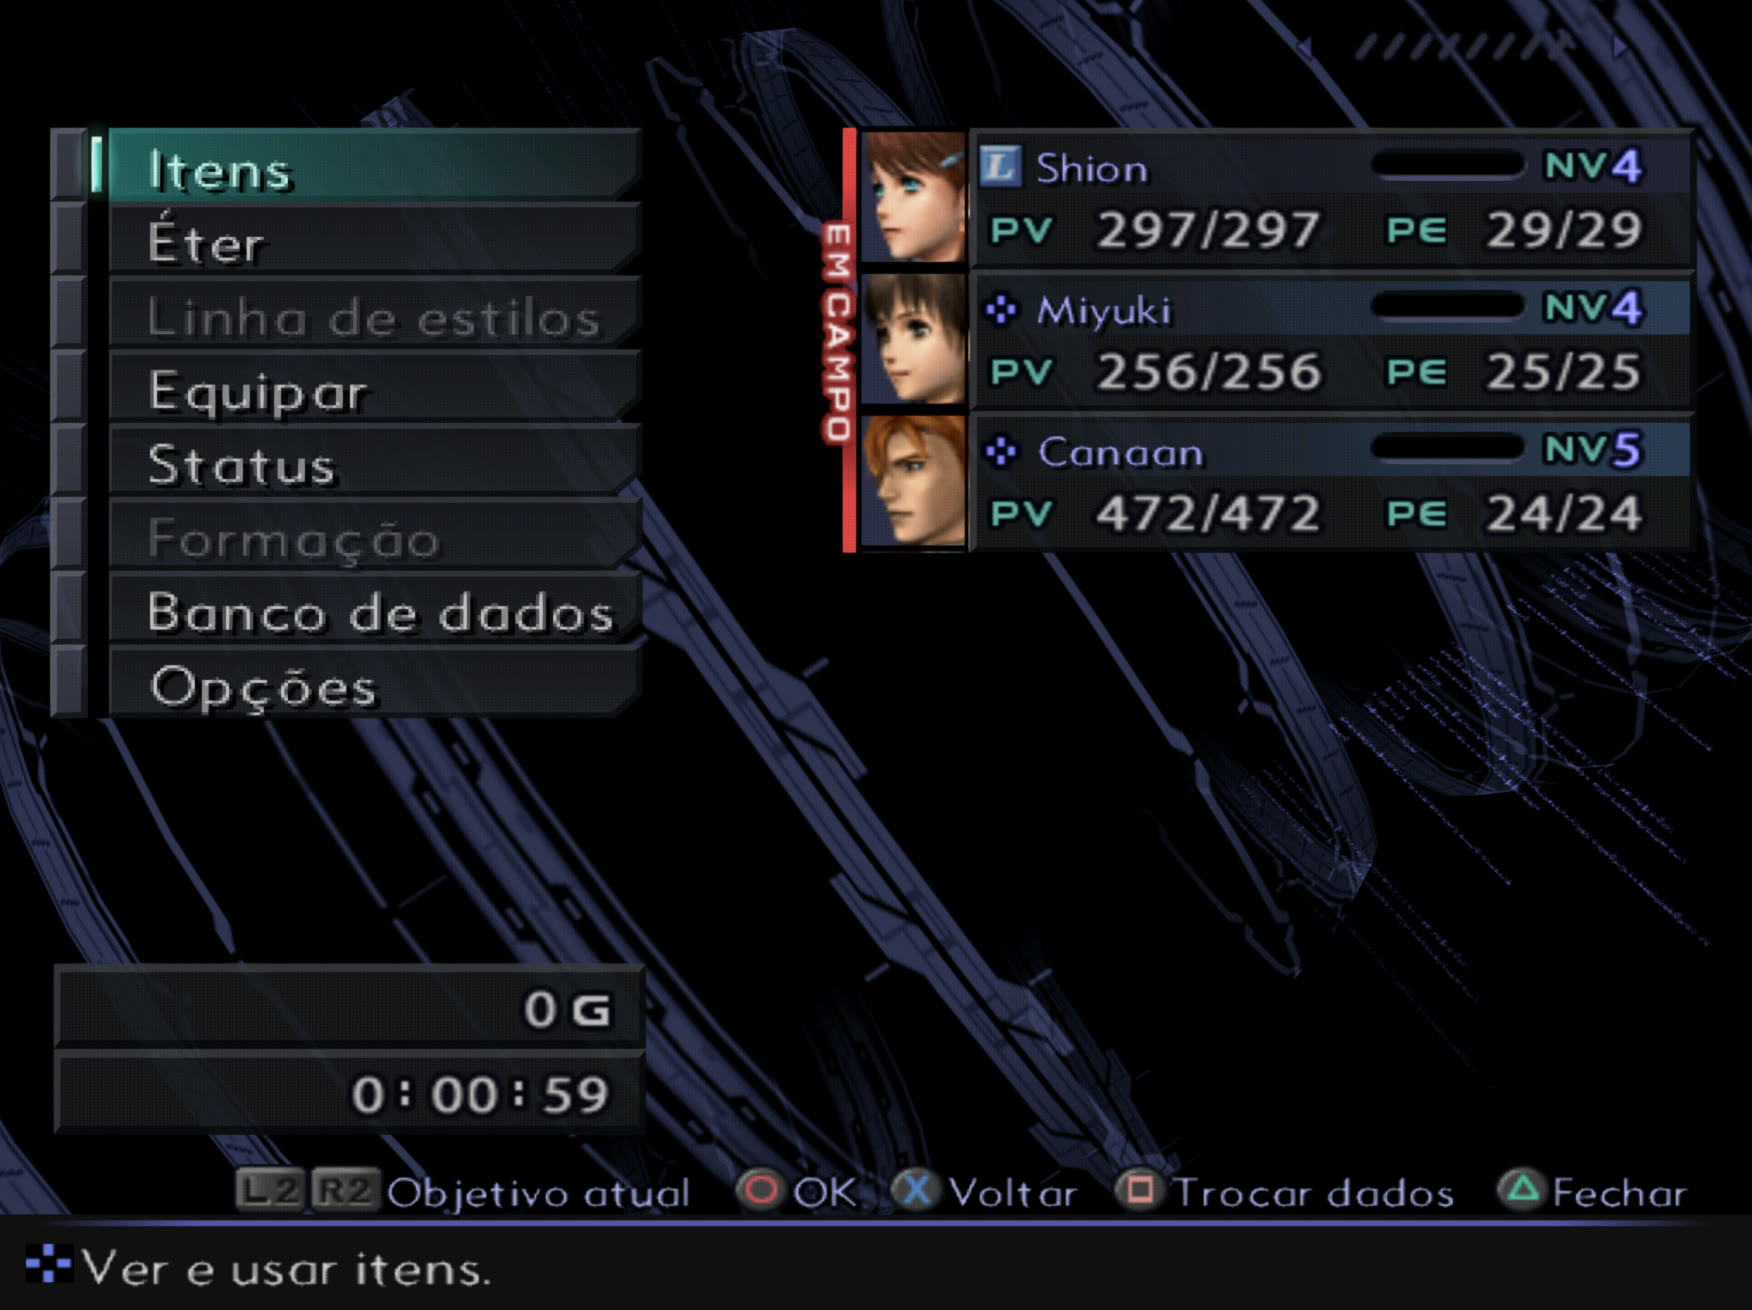 Itens
Éter
Linha de estilos
Equipar
Status
Formação
Banco de dados
Opções
EM CAMPO
L Shion NV4
PV 297/297 PE 29/29
Miyuki NV4
PV 256/256 PE 25/25
Canaan NV5
PV 472/472 PE 24/24
0 G
0:00:59
L2 R2 Objetivo atual OK X Voltar Trocar dados Fechar
Ver e usar itens.